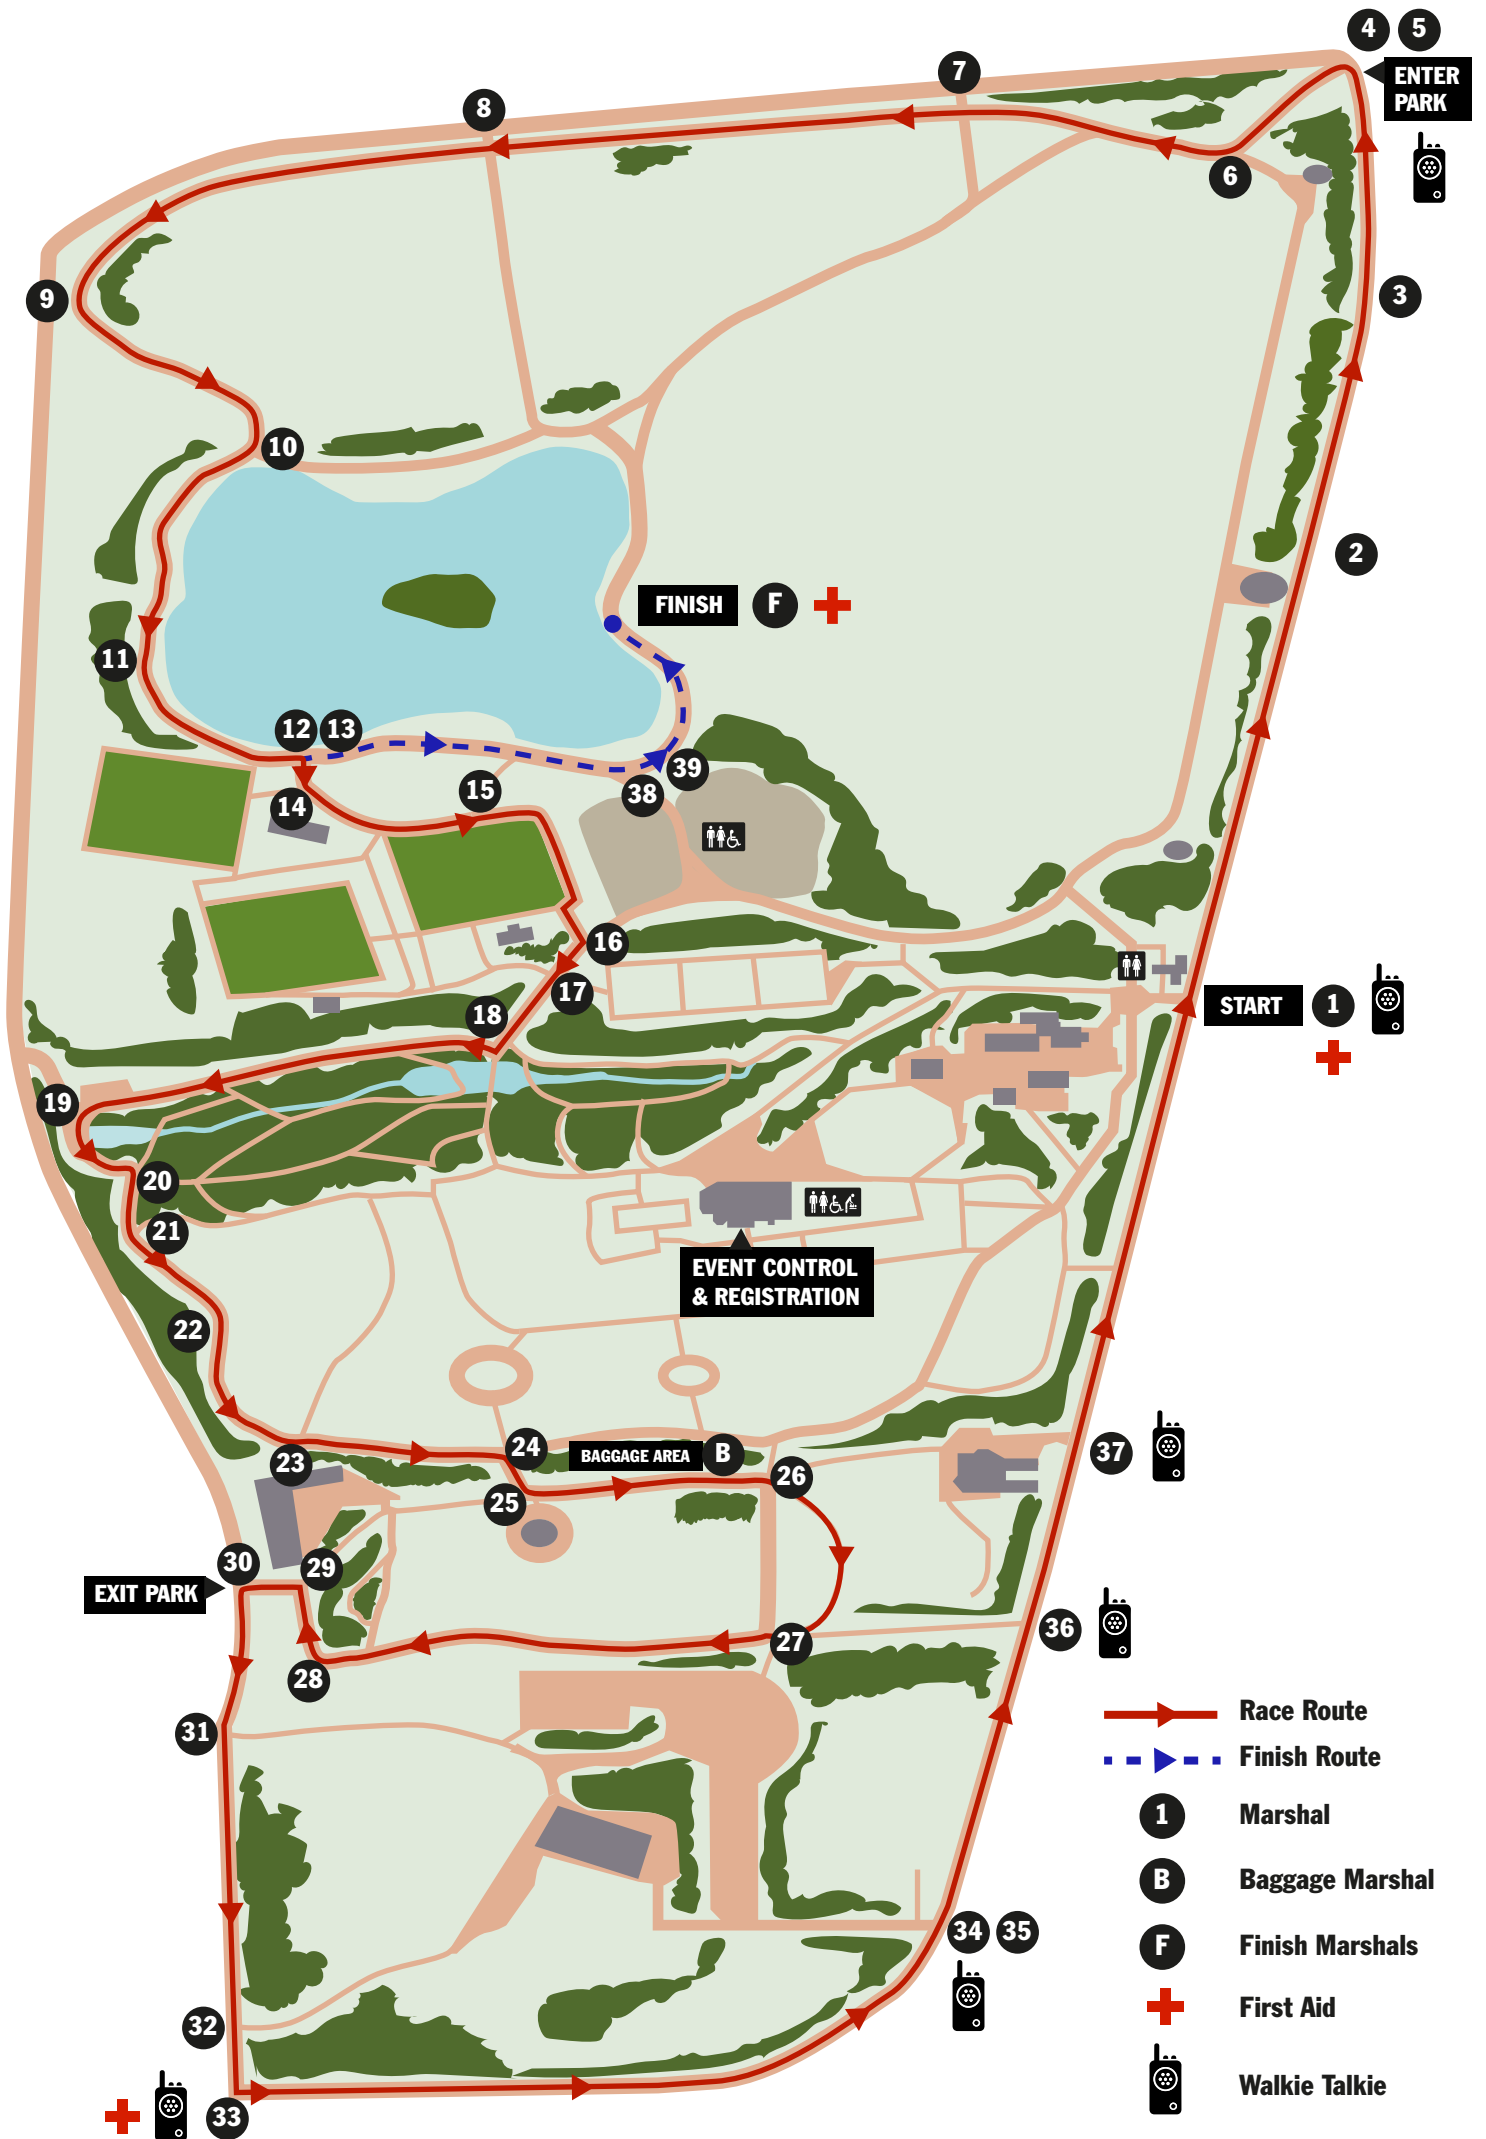 4
5
ENTER
PARK
7
8
6
3
9
10
2
FINISH
F
11
12
13
39
38
15
14
16
17
18
START
1
19
20
21
EVENT CONTROL
& REGISTRATION
22
24
BAGGAGE AREA
B
37
23
26
25
30
29
EXIT PARK
36
27
28
31
Race Route
Finish Route
1
Marshal
B
Baggage Marshal
34
35
F
Finish Marshals
First Aid
32
Walkie Talkie
33